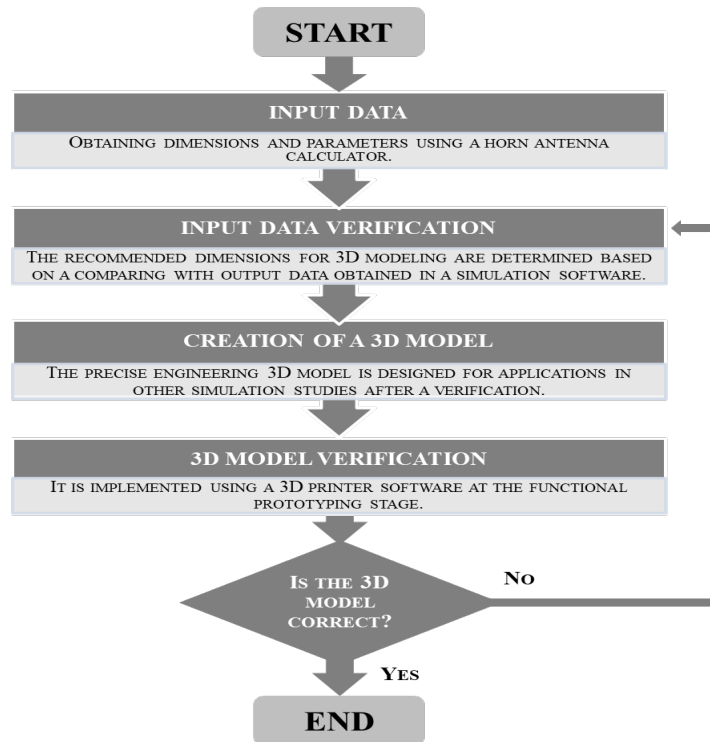 START
INPUT DATA
OBTAINING DIMENSIONS AND PARAMETERS USING A HORN ANTENNA
CALCULATOR.
INPUT DATA VERIFICATION
THE RECOMMENDED DIMENSIONS FOR 3D MODELING ARE DETERMINED BASED
ON A COMPARING WITH OUTPUT DATA OBTAINED IN A SIMULATION SOFTWARE.
CREATION OF A 3D MODEL
THE PRECISE ENGINEERING 3D MODEL IS DESIGNED FOR APPLICATIONS IN
OTHER SIMULATION STUDIES AFTER A VERIFICATION.
3D MODEL VERIFICATION
IT IS IMPLEMENTED USING A 3D PRINTER SOFTWARE AT THE FUNCTIONAL
PROTOTYPING STAGE.
IS THE 3D
MODEL
CORRECT?
NO
YES
END